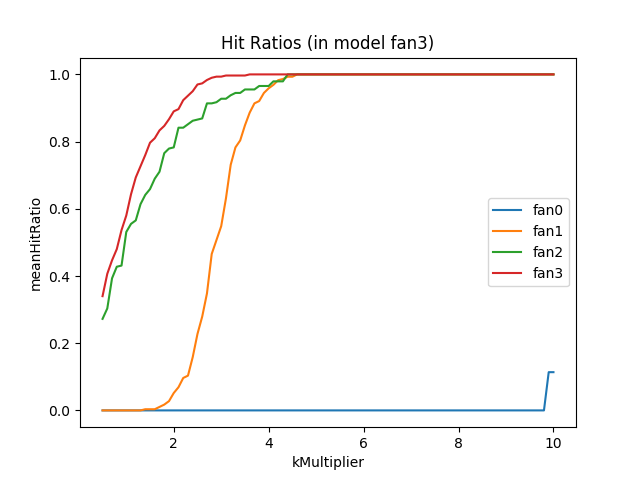 Hit Ratios (in model fan3)
meanHitRatio
1.0
0.8
0.6
0.4
0.2
0.0
fan0
fan1
fan2
fan3
2 4 6 8 10
kMultiplier